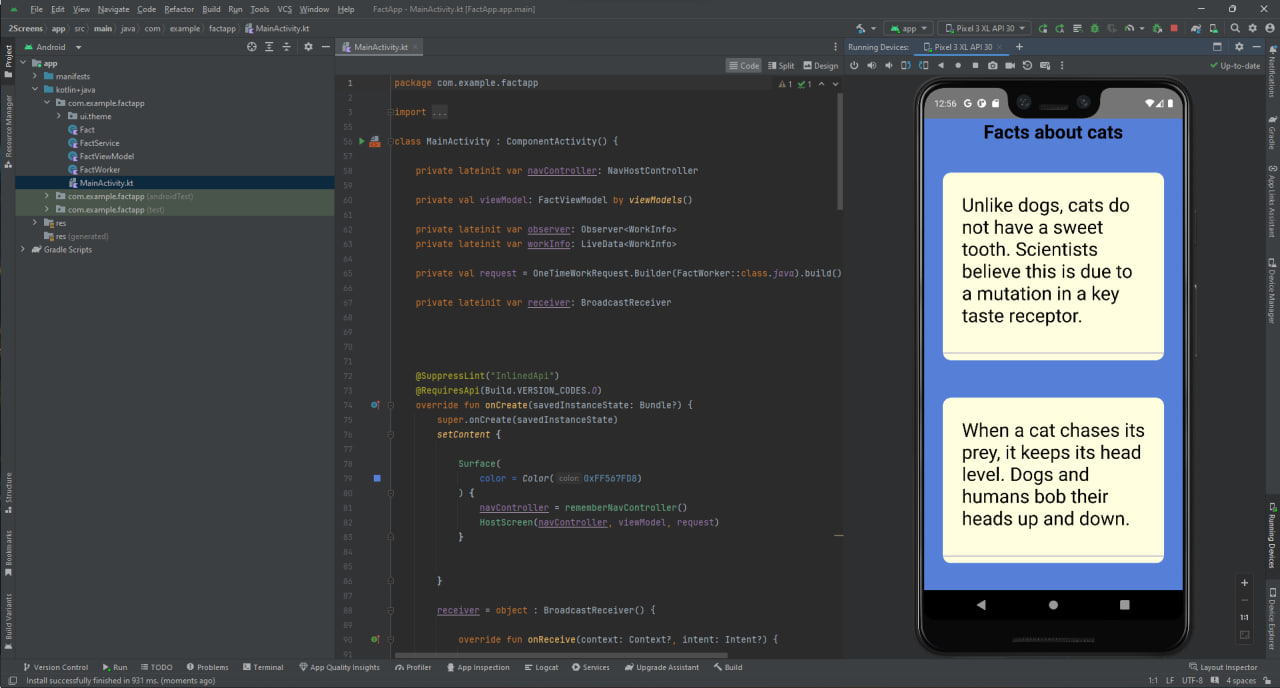 File Edit View Navigate Code Refactor Build Run Tools VCS Window Help FactApp - MainActivity.kt [FactApp.app.main]
2Screens app src main java com example factapp MainActivity.kt
app Pixel 3 XL API 30
Android
MainActivity.kt
Running Devices: Pixel 3 XL API 30
Code Split Design
Up-to-date
Project
Resource Manager
Structure
Bookmarks
Build Variants
app
manifests
kotlin+java
com.example.factapp
ui.theme
Fact
FactService
FactViewModel
FactWorker
MainActivity.kt
com.example.factapp (androidTest)
com.example.factapp (test)
res
res (generated)
Gradle Scripts
1 package com.example.factapp
1 1
2
3 import ...
55
56 class MainActivity : ComponentActivity() {
57
58 private lateinit var navController: NavHostController
59
60 private val viewModel: FactViewModel by viewModels()
61
62 private lateinit var observer: Observer<WorkInfo>
63 private lateinit var workInfo: LiveData<WorkInfo>
64
65 private val request = OneTimeWorkRequest.Builder(FactWorker::class.java).build()
66
67 private lateinit var receiver: BroadcastReceiver
68
69
70
71
72 @SuppressLint("InlinedApi")
73 @RequiresApi(Build.VERSION_CODES.O)
74 override fun onCreate(savedInstanceState: Bundle?) {
75 super.onCreate(savedInstanceState)
76 setContent {
77
78 Surface(
79 color = Color( color: 0xFF567FD8)
80 ) {
81 navController = rememberNavController()
82 HostScreen(navController, viewModel, request)
83 }
84
85
86 }
87
88 receiver = object : BroadcastReceiver() {
89
90 override fun onReceive(context: Context?, intent: Intent?) {
91
12:56
Facts about cats
Unlike dogs, cats do
not have a sweet
tooth. Scientists
believe this is due to
a mutation in a key
taste receptor.
When a cat chases its
prey, it keeps its head
level. Dogs and
humans bob their
heads up and down.
1:1
Notifications
Gradle
App Links Assistant
Device Manager
Running Devices
Device Explorer
Version Control Run TODO Problems Terminal App Quality Insights Profiler App Inspection Logcat Services Upgrade Assistant Build Layout Inspector
Install successfully finished in 931 ms. (moments ago) 1:1 LF UTF-8 4 spaces